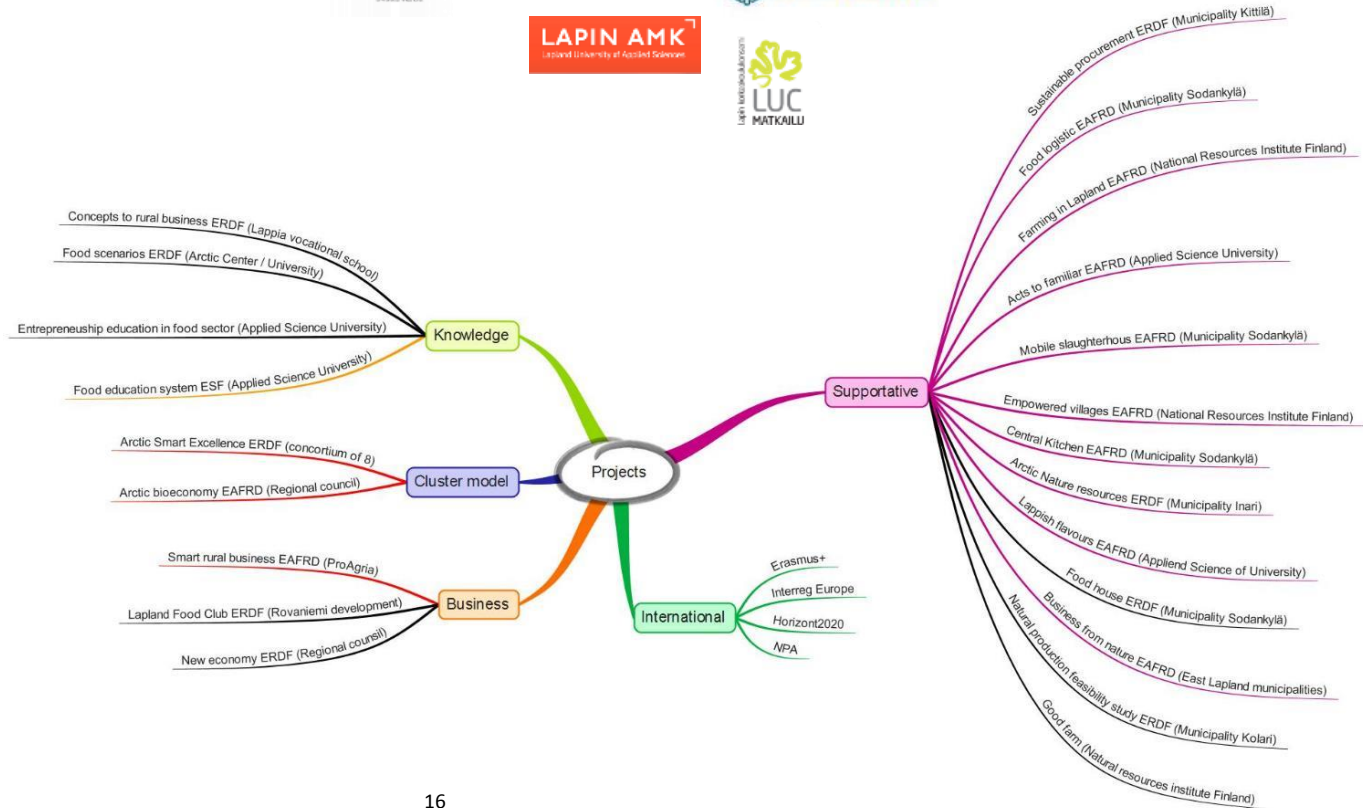 LAPIN AMK
Lapland University of Applied Sciences
Lapin korkeakoulukonserni
LUC
MATKAILU
Concepts to rural business ERDF (Lappia vocational school)
Food scenarios ERDF (Arctic Center / University)
Entrepreneuship education in food sector (Applied Science University)
Food education system ESF (Applied Science University)
Knowledge
Arctic Smart Excellence ERDF (concortium of 8)
Arctic bioeconomy EAFRD (Regional council)
Cluster model
Smart rural business EAFRD (ProAgria)
Lapland Food Club ERDF (Rovaniemi development)
New economy ERDF (Regional counsil)
Business
Projects
International
Erasmus+
Interreg Europe
Horizont2020
NPA
Supportative
Sustainable procurement ERDF (Municipality Kittilä)
Food logistic EAFRD (Municipality Sodankylä)
Farming in Lapland EAFRD (National Resources Institute Finland)
Acts to familiar EAFRD (Applied Science University)
Mobile slaughterhous EAFRD (Municipality Sodankylä)
Empowered villages EAFRD (National Resources Institute Finland)
Central Kitchen EAFRD (Municipality Sodankylä)
Arctic Nature resources ERDF (Municipality Inari)
Lappish flavours EAFRD (Appliend Science of University)
Food house ERDF (Municipality Sodankylä)
Business from nature EAFRD (East Lapland municipalities)
Natural production feasibility study ERDF (Municipality Kolari)
Good farm (Natural resources institute Finland)
16